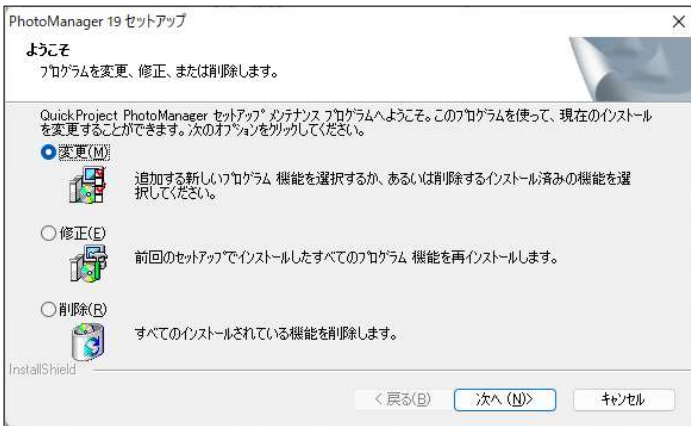 PhotoManager 19 セットアップ
ようこそ
プログラムを変更、修正、または削除します。
QuickProject PhotoManager セットアップ メンテナンス プログラムへようこそ。このプログラムを使って、現在のインストール
を変更することができます。次のオプションをクリックしてください。
変更(M)
追加する新しいプログラム 機能を選択するか、あるいは削除するインストール済みの機能を選
択してください。
修正(E)
前回のセットアップでインストールしたすべてのプログラム 機能を再インストールします。
削除(R)
すべてのインストールされている機能を削除します。
InstallShield
< 戻る(B)
次へ (N)>
キャンセル